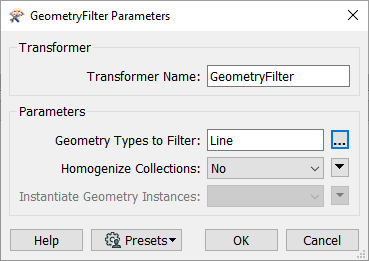 GeometryFilter Parameters
Transformer
Transformer Name: GeometryFilter
Parameters
Geometry Types to Filter: Line ...
Homogenize Collections: No
Instantiate Geometry Instances:
Help Presets OK Cancel